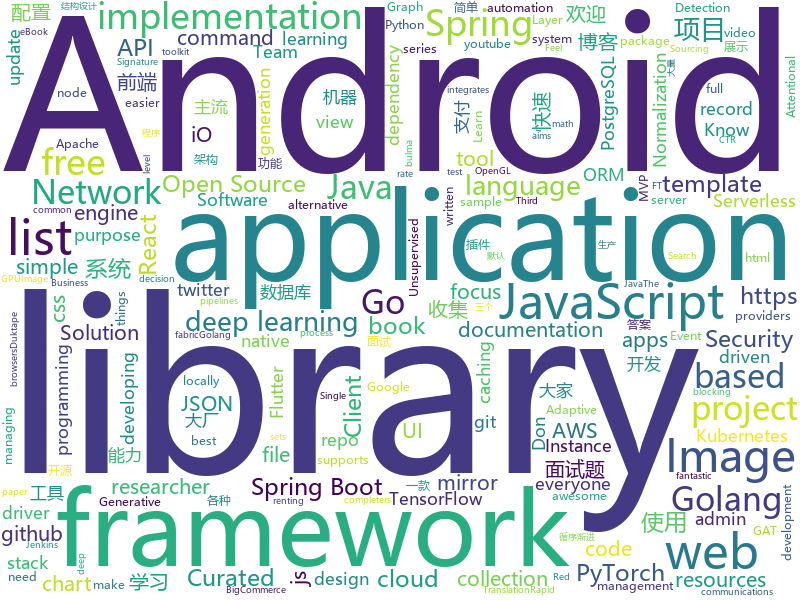 Android
library
application
framework
JavaScript
Image
web
list
Golang
Go
Spring
implementation
project
Network
Java
free
based
language
deep learning
Spring Boot
Open Source
https
Security
template
API
React
AWS
PyTorch
TensorFlow
JSON
Client
documentation
Curated
cloud
book
Solution
simple
engine
purpose
Software
twitter
command
learning
Team
iO
view
series
youtube
system
Graph
Python
automation
Layer
package
简单
欢迎
项目
博客
Detection
video
展示
Sourcing
大量
Attentional
结构设计
eBook
配置
update
toolkit
Signature
node
前端
easier
Apache
主流
架构
程序
level
generation
功能
机器
dependency
支付
integrates
Learn
math
aims
快速
PostgreSQL
Normalization
record
full
Know
bulma
rate
tool
test
OpenGL
ORM
MVP
CTR
FT
server
Serverless
common
alternative
written
sample
Third
Unsupervised
html
系统
css
GPUImage
Business
decision
things
pipelines
数据库
process
focus
收集
插件
默认
生产
Search
JavaThe
答案
Event
providers
apps
browsersDuktape
fabricGolang
native
Flutter
三个
面试
programming
developing
locally
大厂
best
repo
UI
caching
git
Don
大家
Adaptive
开发
driven
managing
能力
file
Google
Single
supports
Instance
everyone
Kubernetes
blocking
面试题
awesome
fantastic
工具
开源
paper
researcher
Generative
一款
各种
mirror
renting
sets
completers
admin
driver
github
stack
need
Jenkins
deep
chart
make
学习
js
design
BigCommerce
collection
TranslationRapid
Red
循序渐进
code
使用
management
communications
resources
GAT
development
Feel